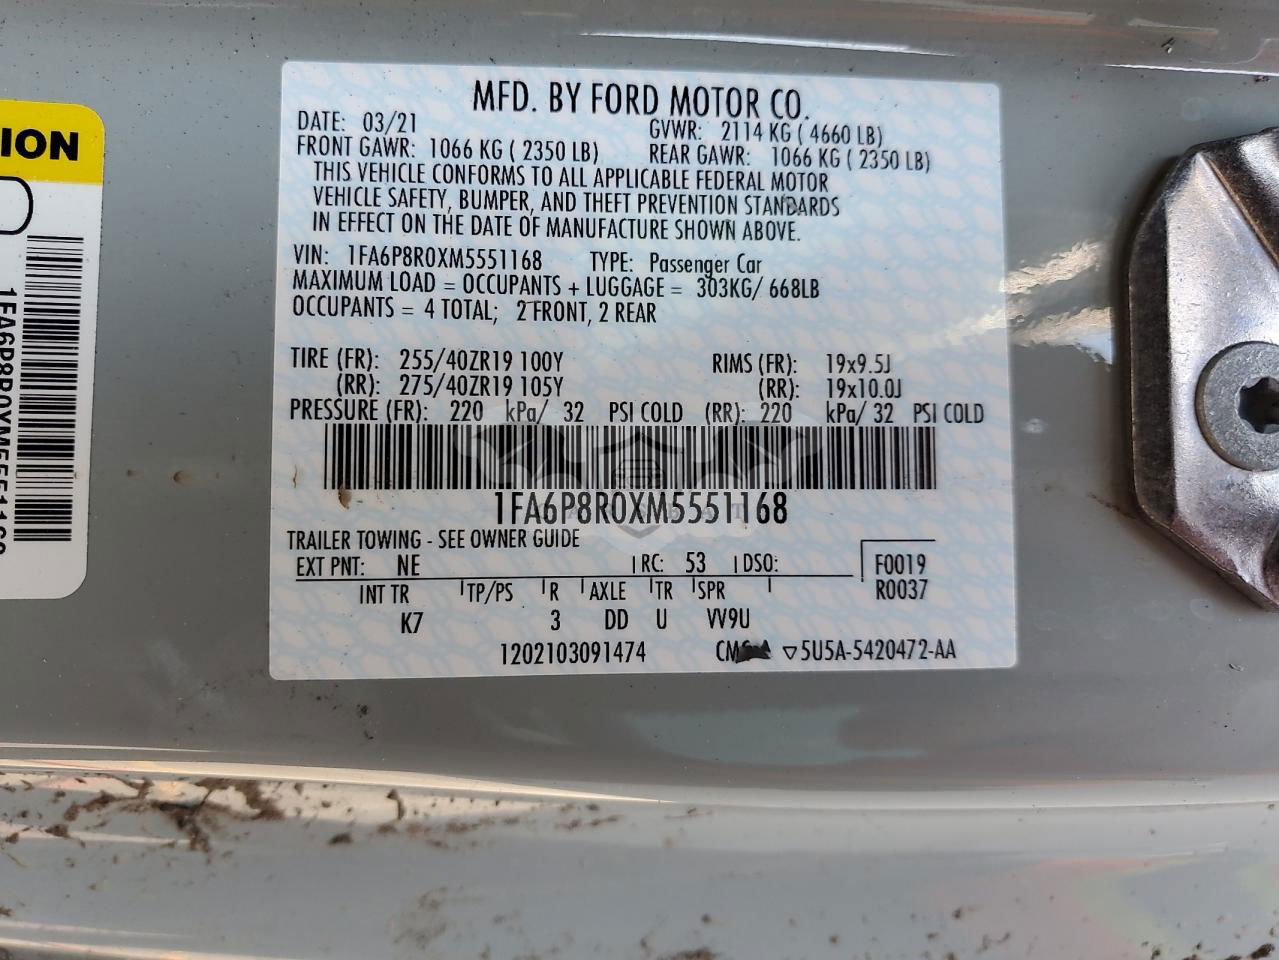 ION
1FA6P8R0XM5551168
MFD. BY FORD MOTOR CO.
DATE: 03/21 GVWR: 2114 KG ( 4660 LB)
FRONT GAWR: 1066 KG ( 2350 LB) REAR GAWR: 1066 KG ( 2350 LB)
THIS VEHICLE CONFORMS TO ALL APPLICABLE FEDERAL MOTOR
VEHICLE SAFETY, BUMPER, AND THEFT PREVENTION STANDARDS
IN EFFECT ON THE DATE OF MANUFACTURE SHOWN ABOVE.
VIN: 1FA6P8R0XM5551168 TYPE: Passenger Car
MAXIMUM LOAD = OCCUPANTS + LUGGAGE = 303KG/ 668LB
OCCUPANTS = 4 TOTAL; 2 FRONT, 2 REAR
TIRE (FR): 255/40ZR19 100Y RIMS (FR): 19x9.5J
(RR): 275/40ZR19 105Y (RR): 19x10.0J
PRESSURE (FR): 220 kPa/ 32 PSI COLD (RR): 220 kPa/ 32 PSI COLD
1FA6P8R0XM5551168
TRAILER TOWING - SEE OWNER GUIDE
EXT PNT: NE RC: 53 DSO: F0019
INT TR TP/PS R AXLE TR SPR R0037
K7 3 DD U VV9U
1202103091474 ▽5U5A-5420472-AA